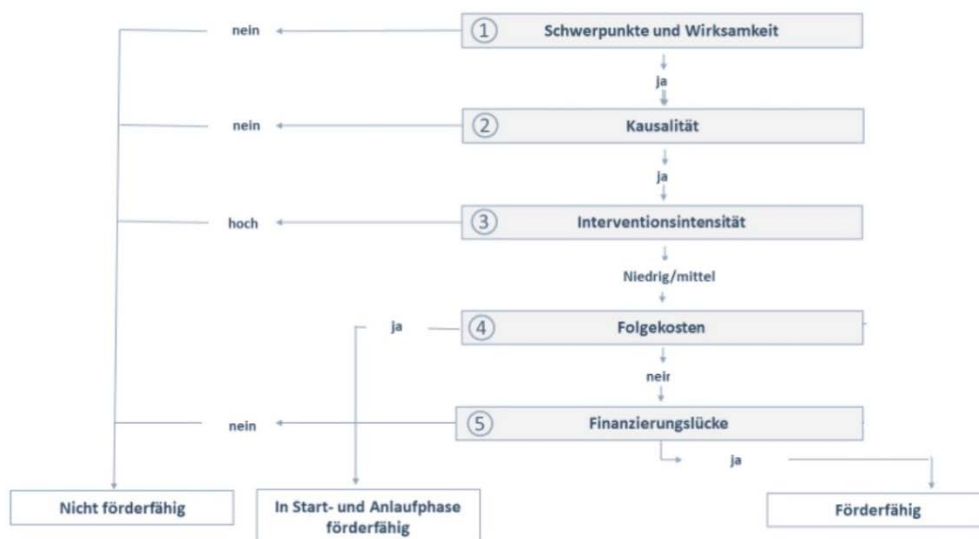 nein
① Schwerpunkte und Wirksamkeit
ja
nein
② Kausalität
ja
hoch
③ Interventionsintensität
Niedrig/mittel
ja
④ Folgekosten
nein
nein
⑤ Finanzierungslücke
ja
Nicht förderfähig
In Start- und Anlaufphase
förderfähig
Förderfähig